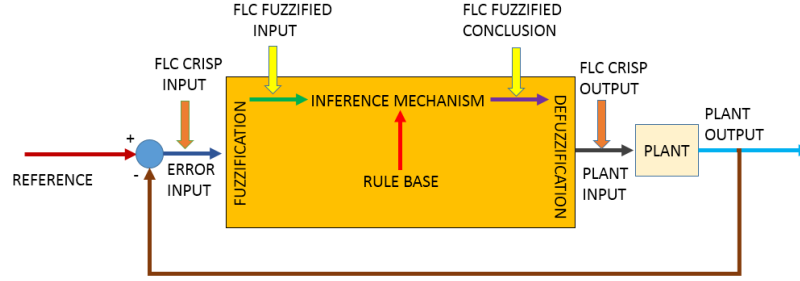 FLC FUZZIFIED
INPUT
FLC FUZZIFIED
CONCLUSION
FLC CRISP
INPUT
FLC CRISP
OUTPUT
FUZZIFICATION
INFERENCE MECHANISM
DEFUZZIFICATION
PLANT
OUTPUT
+
-
REFERENCE
ERROR
INPUT
RULE BASE
PLANT
INPUT
PLANT